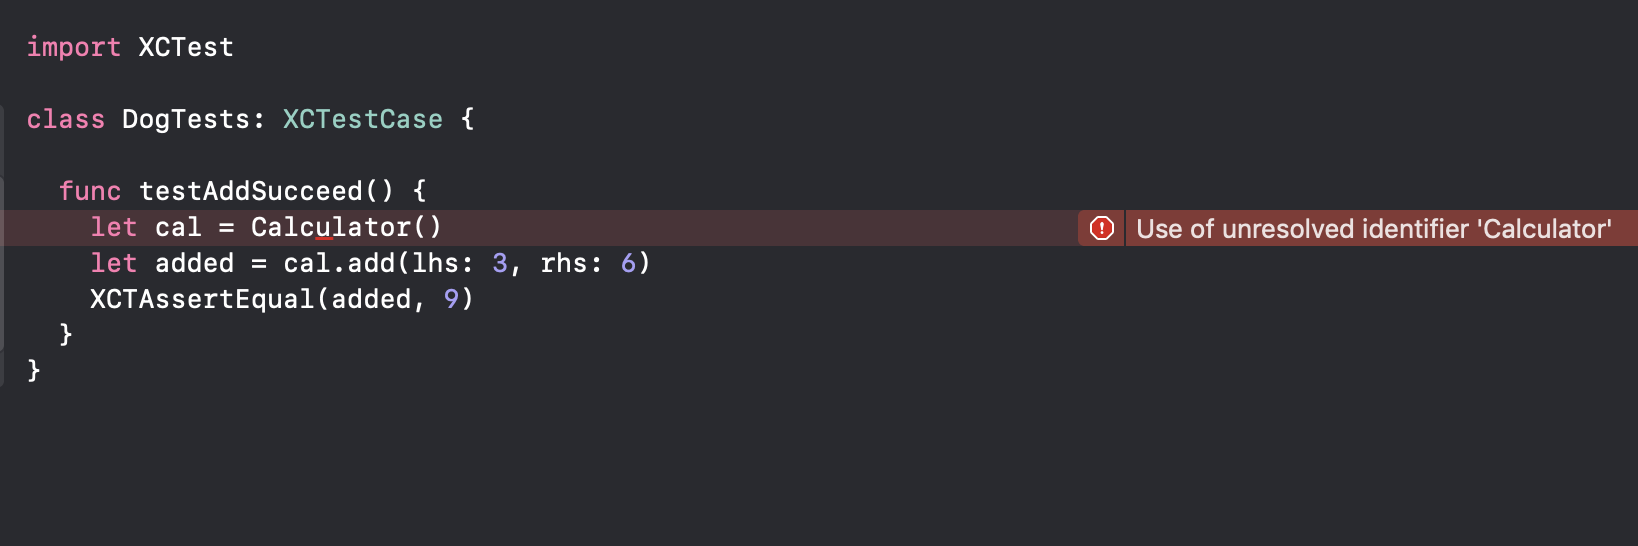 import XCTest
class DogTests: XCTestCase {
func testAddSucceed() {
let cal = Calculator()
Use of unresolved identifier 'Calculator'
let added = cal.add(lhs: 3, rhs: 6)
XCTAssertEqual(added, 9)
}
}